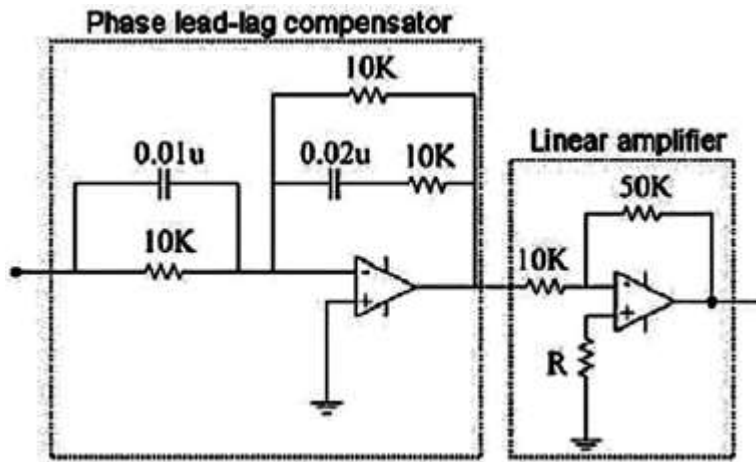 Phase lead-lag compensator
10K
0.01u
0.02u
10K
10K
Linear amplifier
50K
10K
-
+
-
+
R